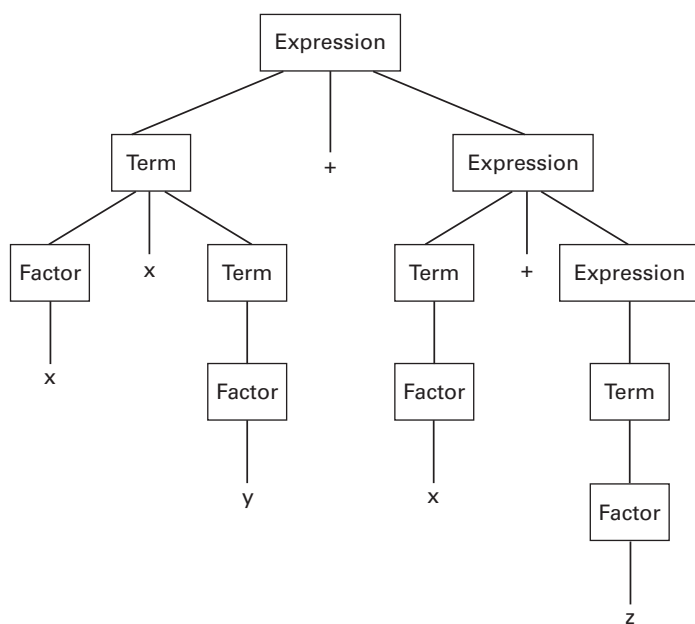 Expression
Term
+
Expression
Factor
x
Term
Term
+
Expression
x
Factor
Factor
Term
y
x
Factor
z